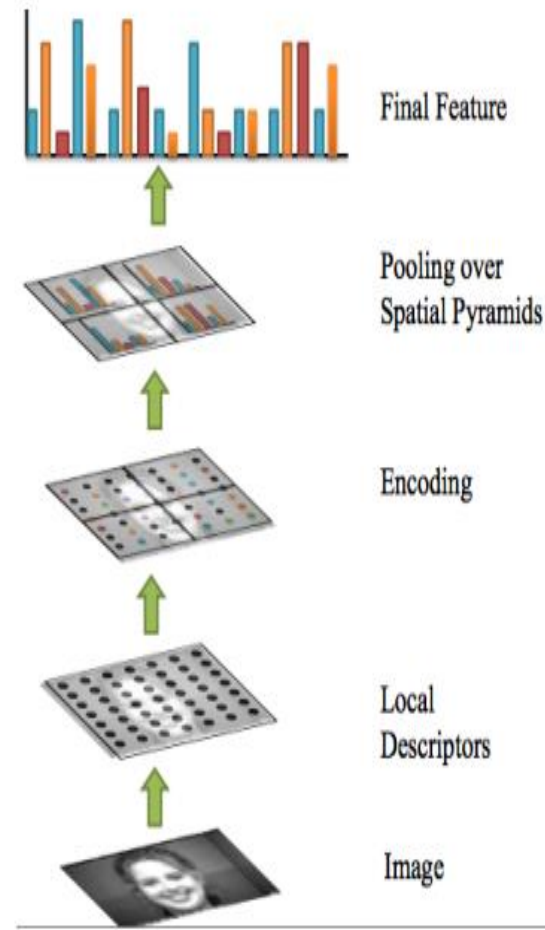 Final Feature
Pooling over
Spatial Pyramids
Encoding
Local
Descriptors
Image